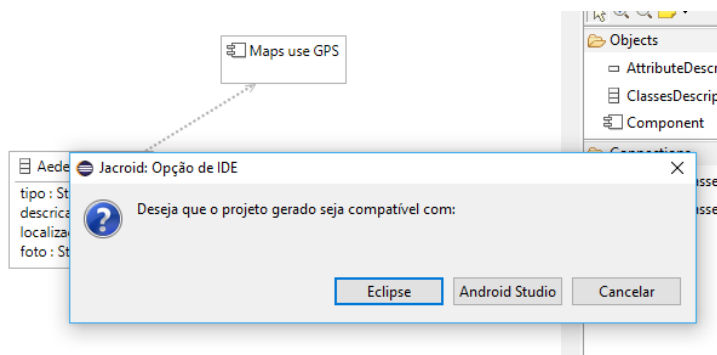 Maps use GPS
Objects
AttributeDescr
ClassesDescrip
Component
Aede
tipo : St
descrica
localiza
foto : St
Jacroid: Opção de IDE
Deseja que o projeto gerado seja compatível com:
Eclipse
Android Studio
Cancelar